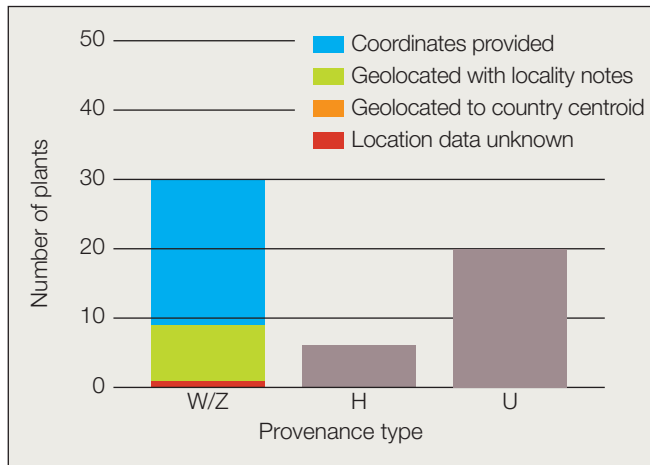 50
40
30
20
10
0
Number of plants
Coordinates provided
Geolocated with locality notes
Geolocated to country centroid
Location data unknown
W/Z H U
Provenance type